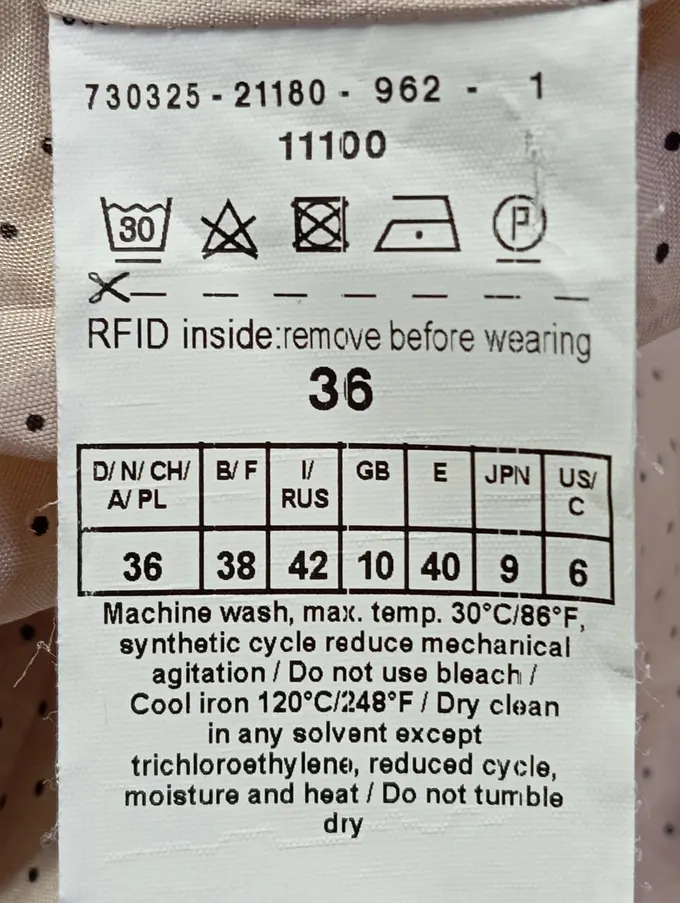 730325 - 21180 - 962 - 1
11100
30 P
RFID inside:remove before wearing
36
D/ N/ CH/ A/ PL B/ F I/ RUS GB E JPN US/ C
36 38 42 10 40 9 6
Machine wash, max. temp. 30°C/86°F,
synthetic cycle reduce mechanical
agitation / Do not use bleach /
Cool iron 120°C/248°F / Dry clean
in any solvent except
trichloroethylene, reduced cycle,
moisture and heat / Do not tumble
dry